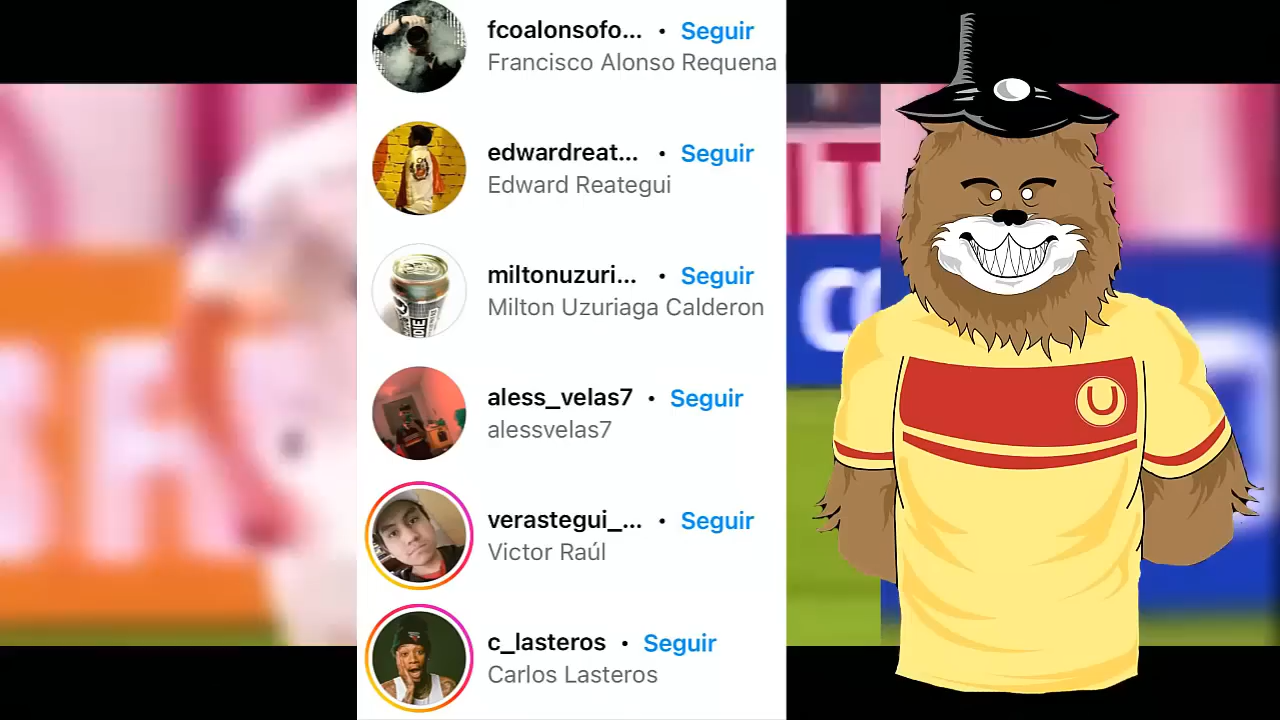 fcoalonsofo... • Seguir
Francisco Alonso Requena
edwardreat... • Seguir
Edward Reategui
miltonuzuri... • Seguir
Milton Uzuriaga Calderon
aless_velas7 • Seguir
alessvelas7
verastegui_... • Seguir
Victor Raúl
c_lasteros • Seguir
Carlos Lasteros
U